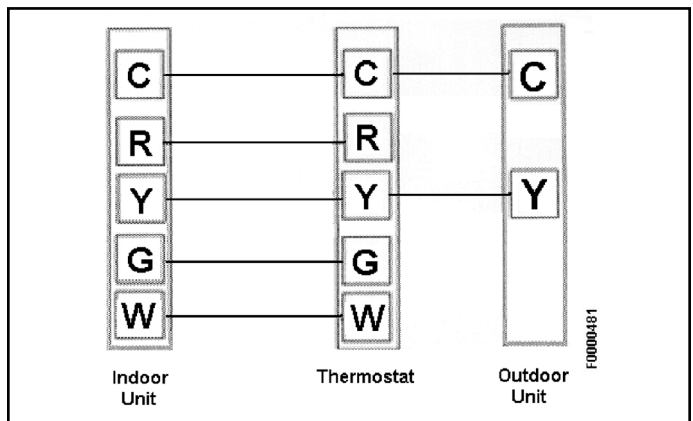 C C C
R R
Y Y Y
G G
W W
F0000481
Indoor Unit
Thermostat
Outdoor Unit